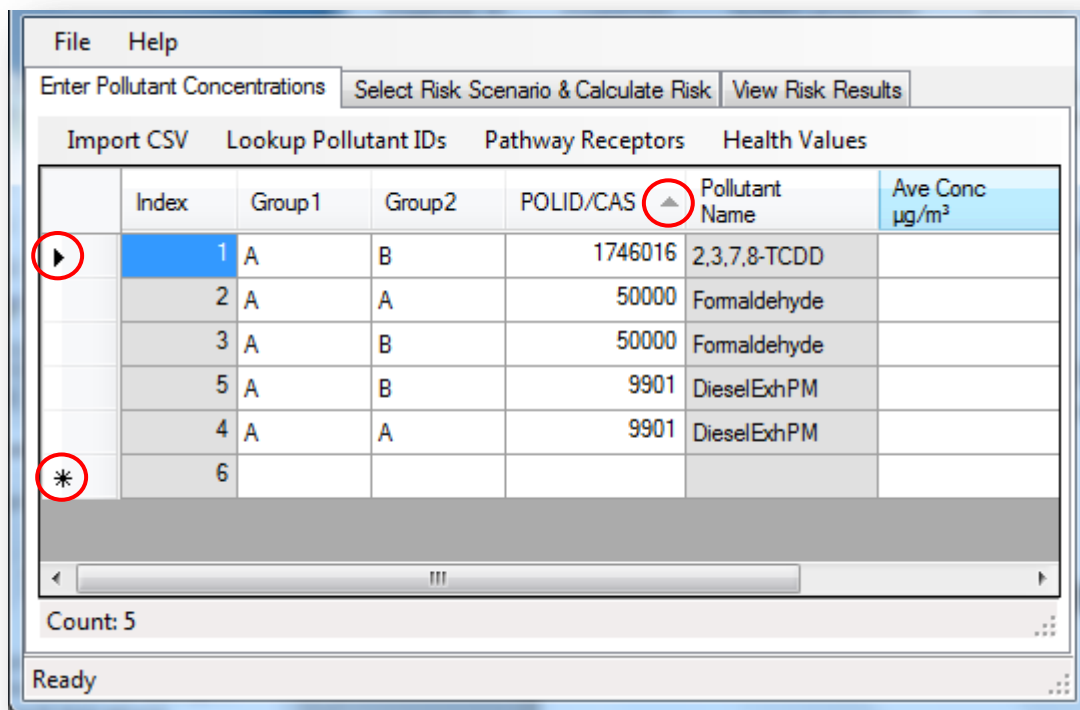 File Help
Enter Pollutant Concentrations Select Risk Scenario & Calculate Risk View Risk Results
Import CSV Lookup Pollutant IDs Pathway Receptors Health Values
Index Group1 Group2 POLID/CAS Pollutant Name Ave Conc µg/m³
1 A B 1746016 2,3,7,8-TCDD
2 A A 50000 Formaldehyde
3 A B 50000 Formaldehyde
5 A B 9901 DieselExhPM
4 A A 9901 DieselExhPM
6
Count: 5
Ready